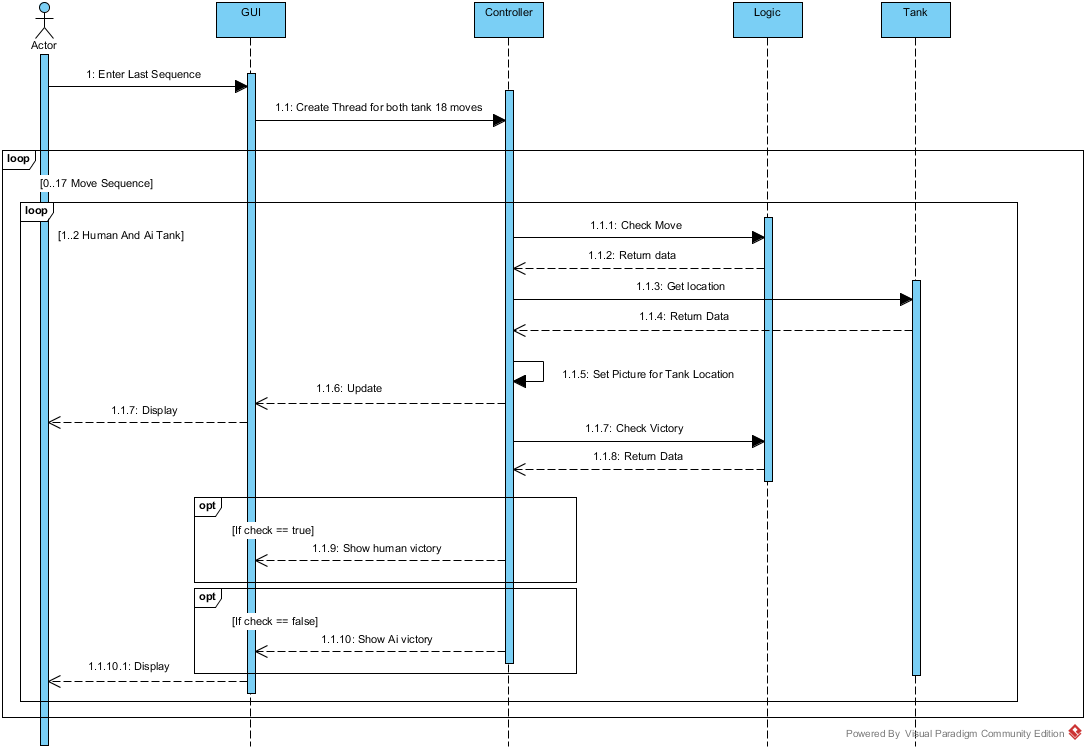 GUI
Controller
Logic
Tank
Actor
1: Enter Last Sequence
1.1: Create Thread for both tank 18 moves
loop
[0..17 Move Sequence]
loop
[1..2 Human And Ai Tank]
1.1.1: Check Move
1.1.2: Return data
1.1.3: Get location
1.1.4: Return Data
1.1.5: Set Picture for Tank Location
1.1.6: Update
1.1.7: Display
1.1.7: Check Victory
1.1.8: Return Data
opt
[If check == true]
1.1.9: Show human victory
opt
[If check == false]
1.1.10: Show Ai victory
1.1.10.1: Display
Powered By Visual Paradigm Community Edition